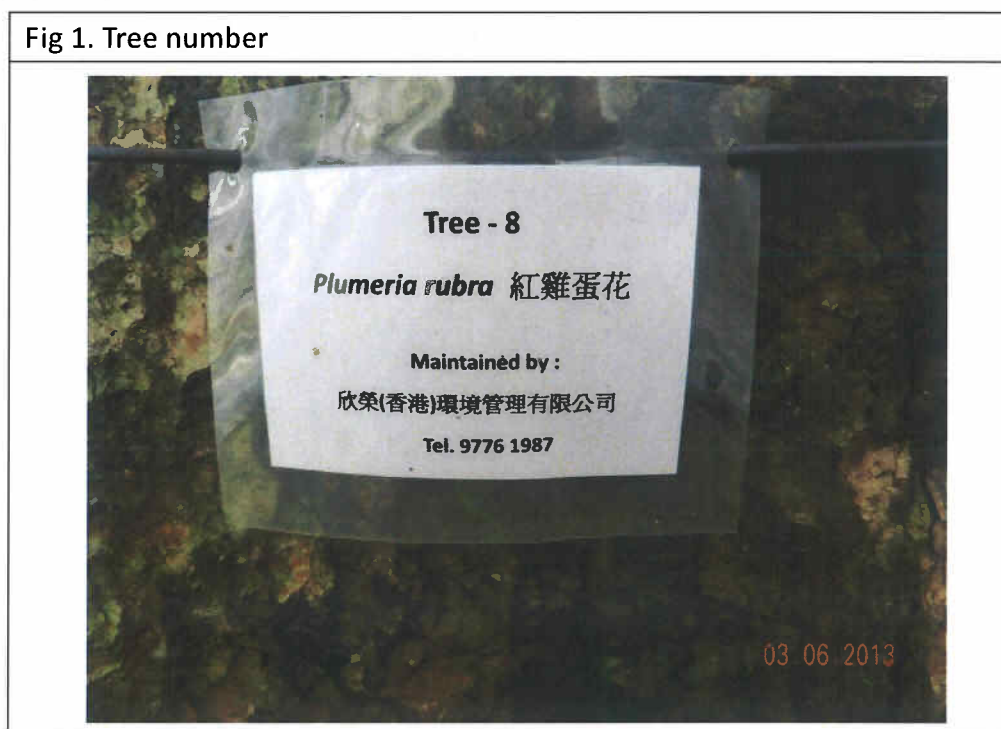 Fig 1. Tree number
Tree - 8
Plumeria rubra 紅雞蛋花
Maintained by :
欣榮(香港)環境管理有限公司
Tel. 9776 1987
03 06 2013